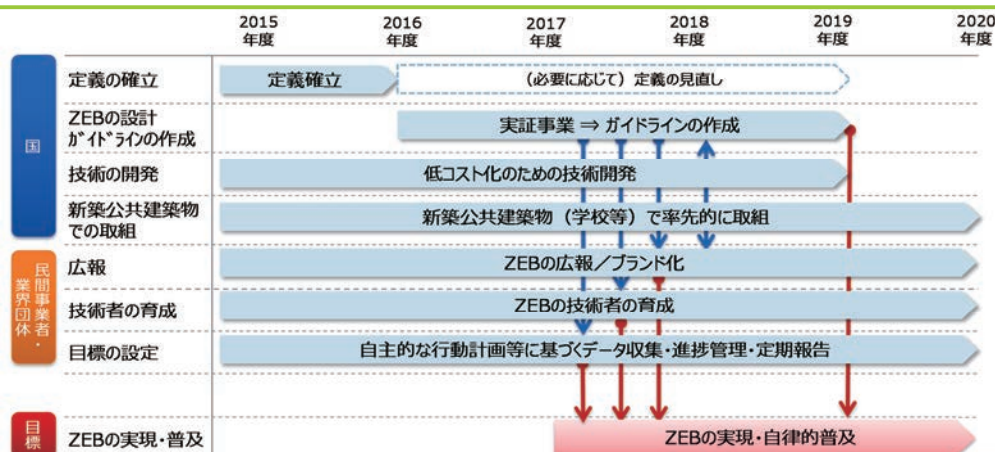 2015
年度
2016
年度
2017
年度
2018
年度
2019
年度
2020
年度
国
定義の確立
定義確立
（必要に応じて）定義の見直し
ZEBの設計
ｶﾞｲﾄﾞﾗｲﾝの作成
実証事業 ⇒ ガイドラインの作成
技術の開発
低コスト化のための技術開発
新築公共建築物
での取組
新築公共建築物（学校等）で率先的に取組
民間事業者・
業界団体
広報
ZEBの広報／ブランド化
技術者の育成
ZEBの技術者の育成
目標の設定
自主的な行動計画等に基づくデータ収集・進捗管理・定期報告
目標
ZEBの実現・普及
ZEBの実現・自律的普及